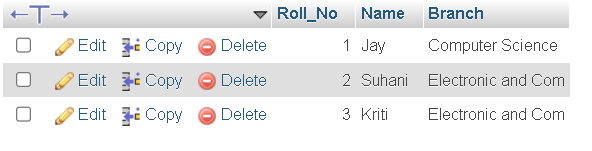 Roll_No Name Branch
Edit Copy Delete 1 Jay Computer Science
Edit Copy Delete 2 Suhani Electronic and Com
Edit Copy Delete 3 Kriti Electronic and Com